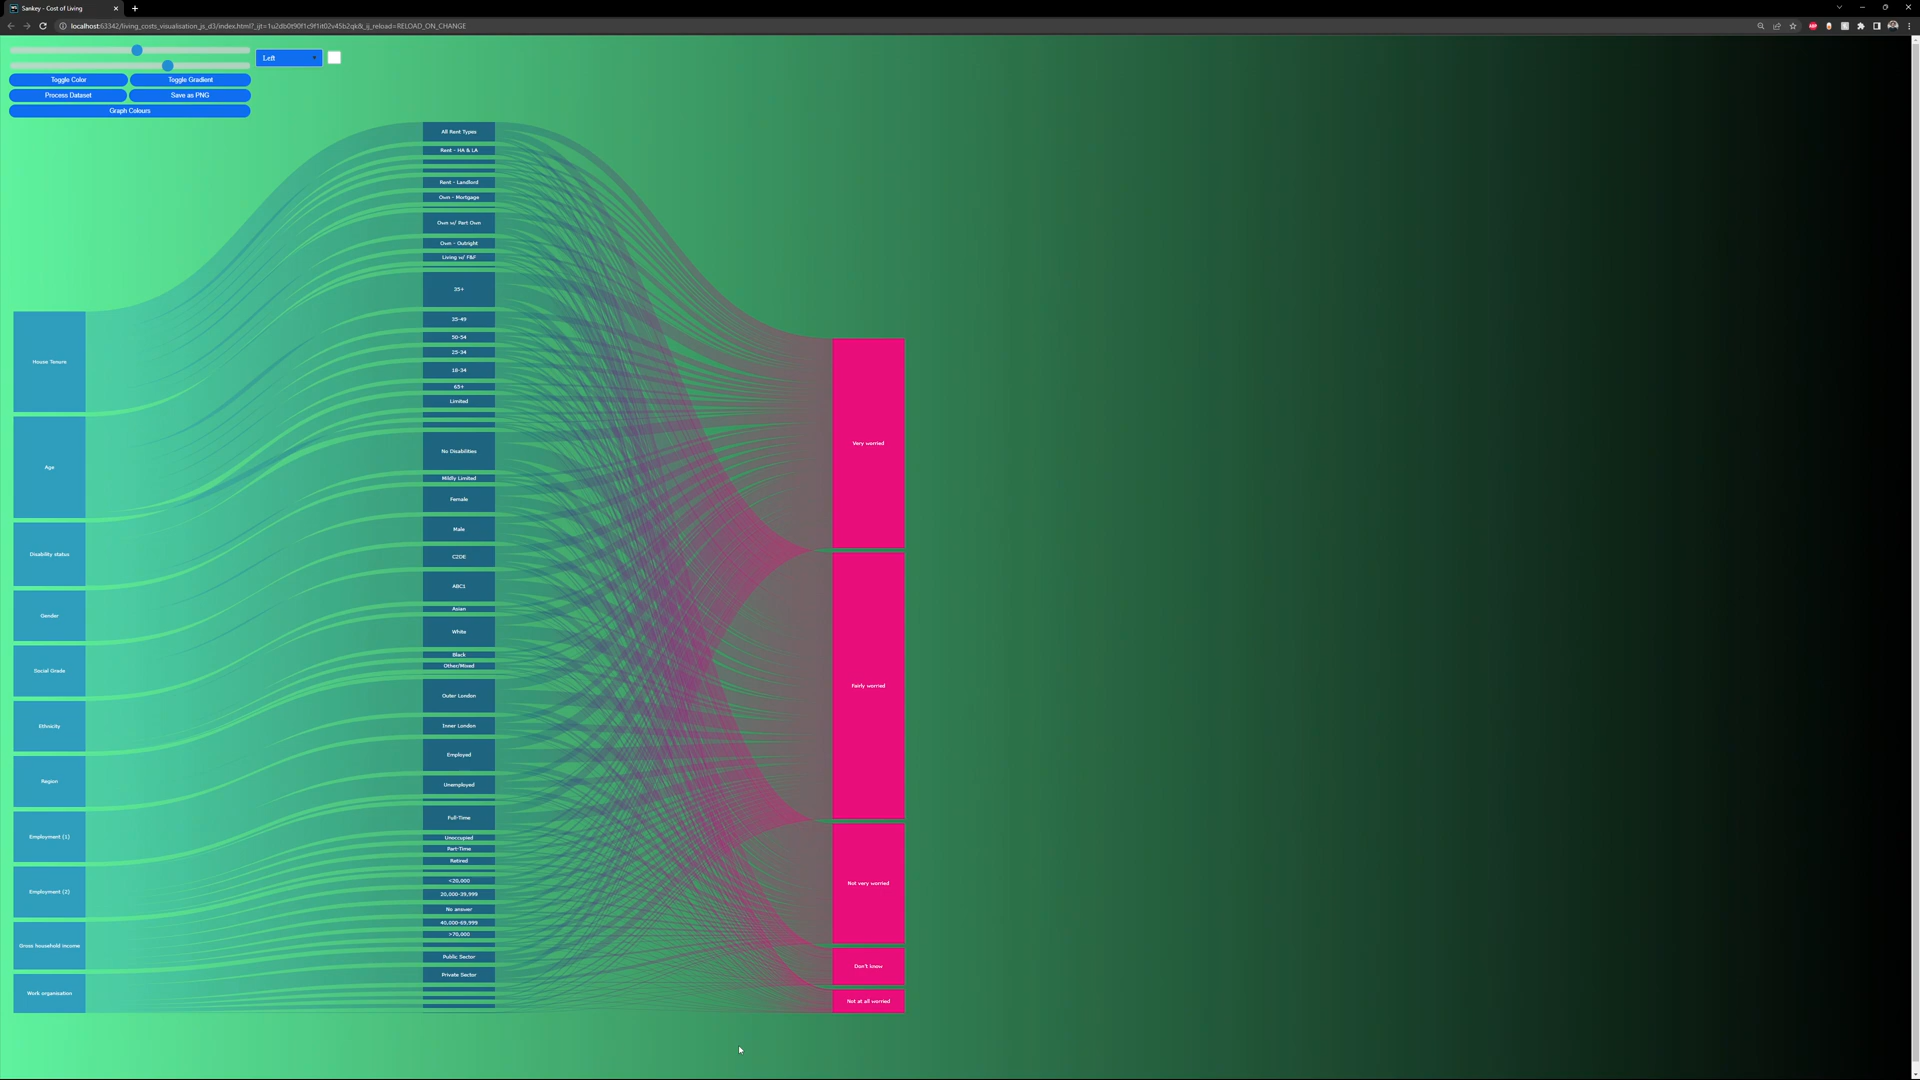 Sankey - Cost of Living
localhost:63342/living_costs_visualisation_js_d3/index.html?_ijt=1u2db0t90f1c9f1it02v45b2qk&_ij_reload=RELOAD_ON_CHANGE
Left
Toggle Color
Toggle Gradient
Process Dataset
Save as PNG
Graph Colours
House Tenure
Age
Disability status
Gender
Social Grade
Ethnicity
Region
Employment (1)
Employment (2)
Gross household income
Work organisation
All Rent Types
Rent - HA & LA
Rent - Landlord
Own - Mortgage
Own w/ Part Own
Own - Outright
Living w/ F&F
35+
35-49
50-54
25-34
18-34
65+
Limited
No Disabilities
Mildly Limited
Female
Male
C2DE
ABC1
Asian
White
Black
Other/Mixed
Outer London
Inner London
Employed
Unemployed
Full-Time
Unoccupied
Part-Time
Retired
<20,000
20,000-39,999
No answer
40,000-69,999
>70,000
Public Sector
Private Sector
Very worried
Fairly worried
Not very worried
Don't know
Not at all worried